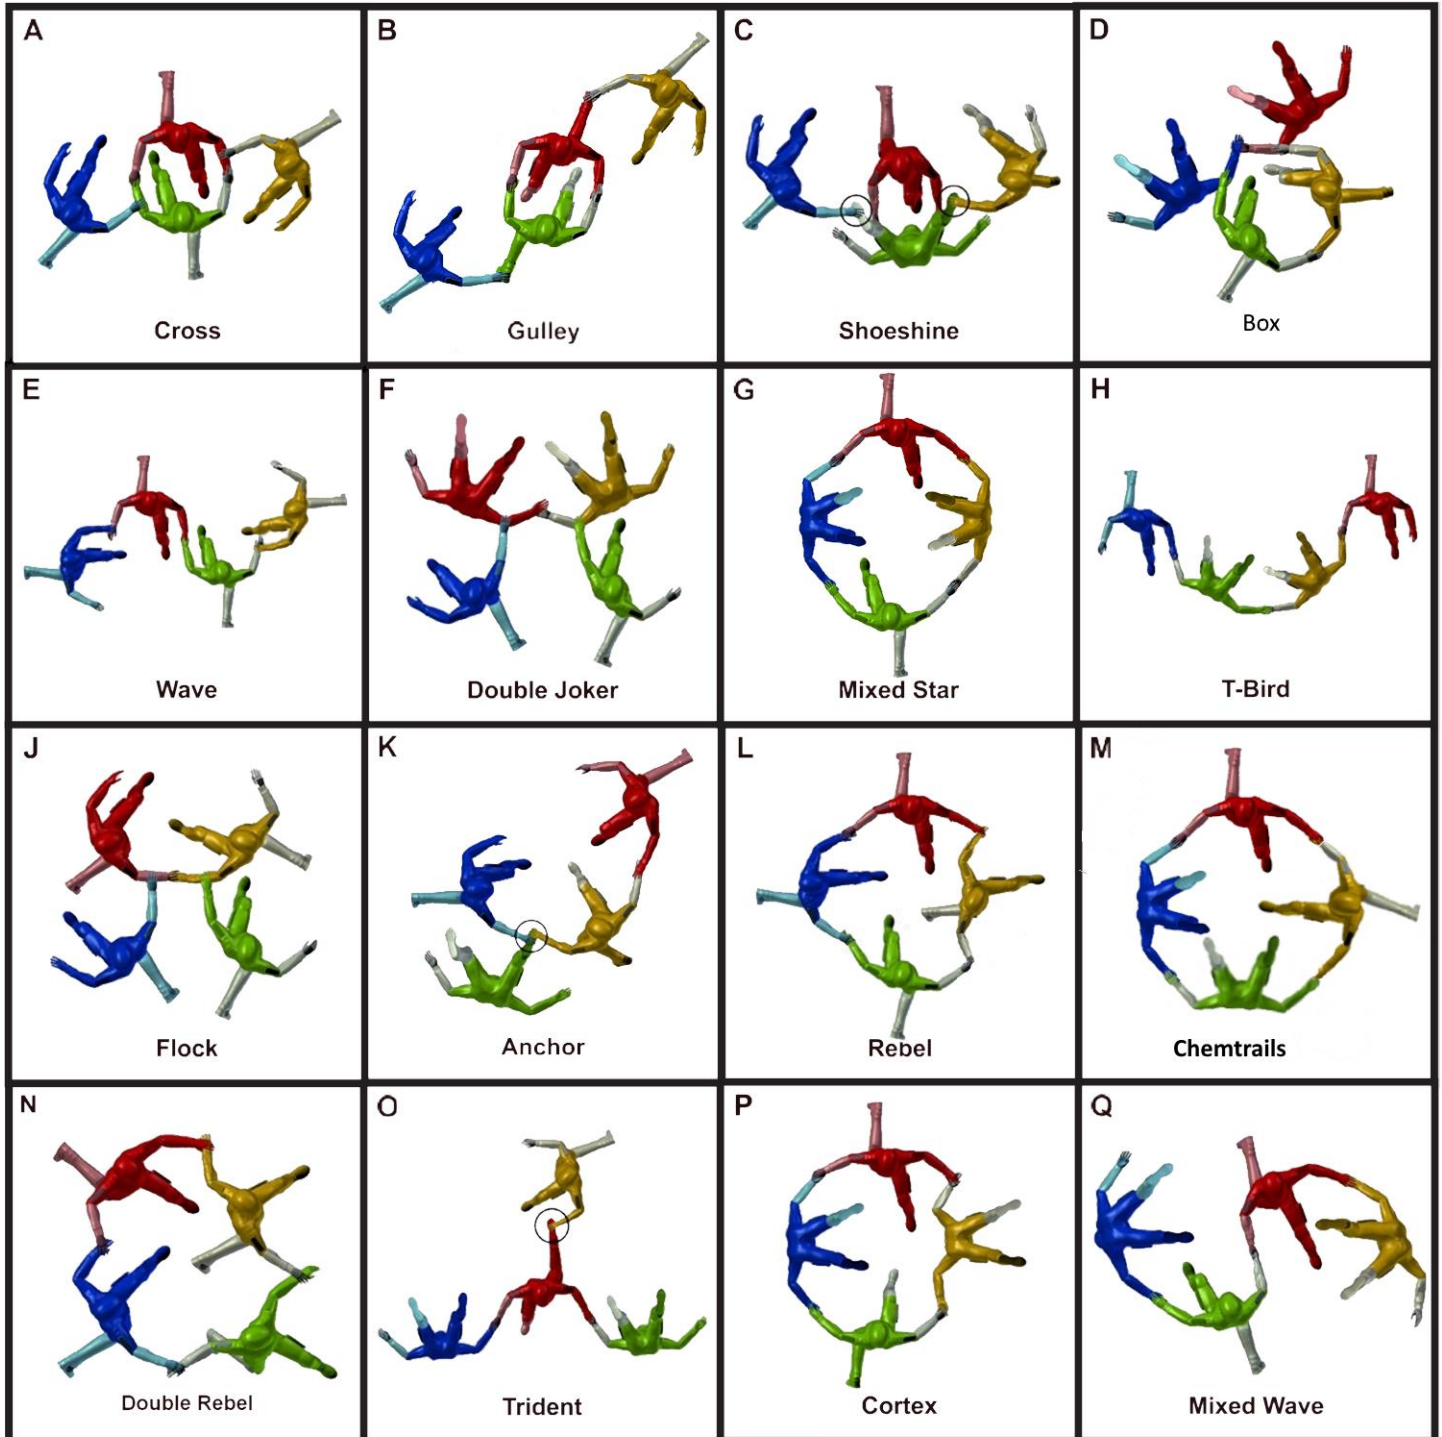 A
Cross
B
Gulley
C
Shoeshine
D
Box
E
Wave
F
Double Joker
G
Mixed Star
H
T-Bird
J
Flock
K
Anchor
L
Rebel
M
Chemtrails
N
Double Rebel
O
Trident
P
Cortex
Q
Mixed Wave